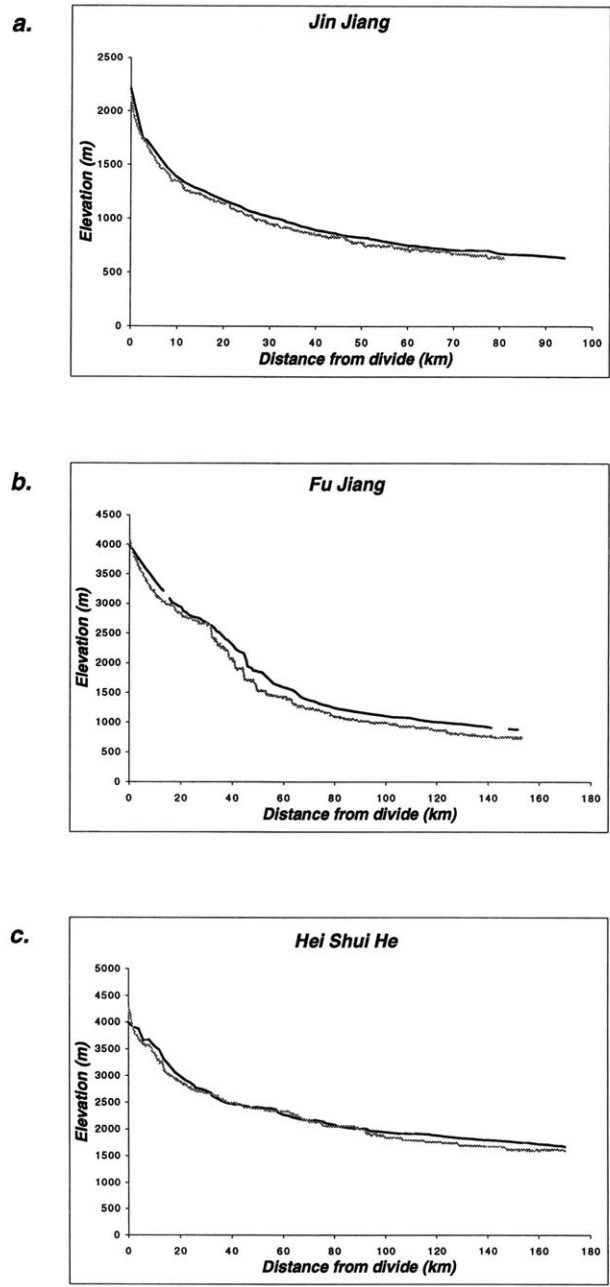 a.
Jin Jiang
2500
2000
1500
1000
500
0
Elevation (m)
0 10 20 30 40 50 60 70 80 90 100
Distance from divide (km)
b.
Fu Jiang
4500
4000
3500
3000
2500
2000
1500
1000
500
0
Elevation (m)
0 20 40 60 80 100 120 140 160 180
Distance from divide (km)
c.
Hei Shui He
5000
4500
4000
3500
3000
2500
2000
1500
1000
500
0
Elevation (m)
0 20 40 60 80 100 120 140 160 180
Distance from divide (km)